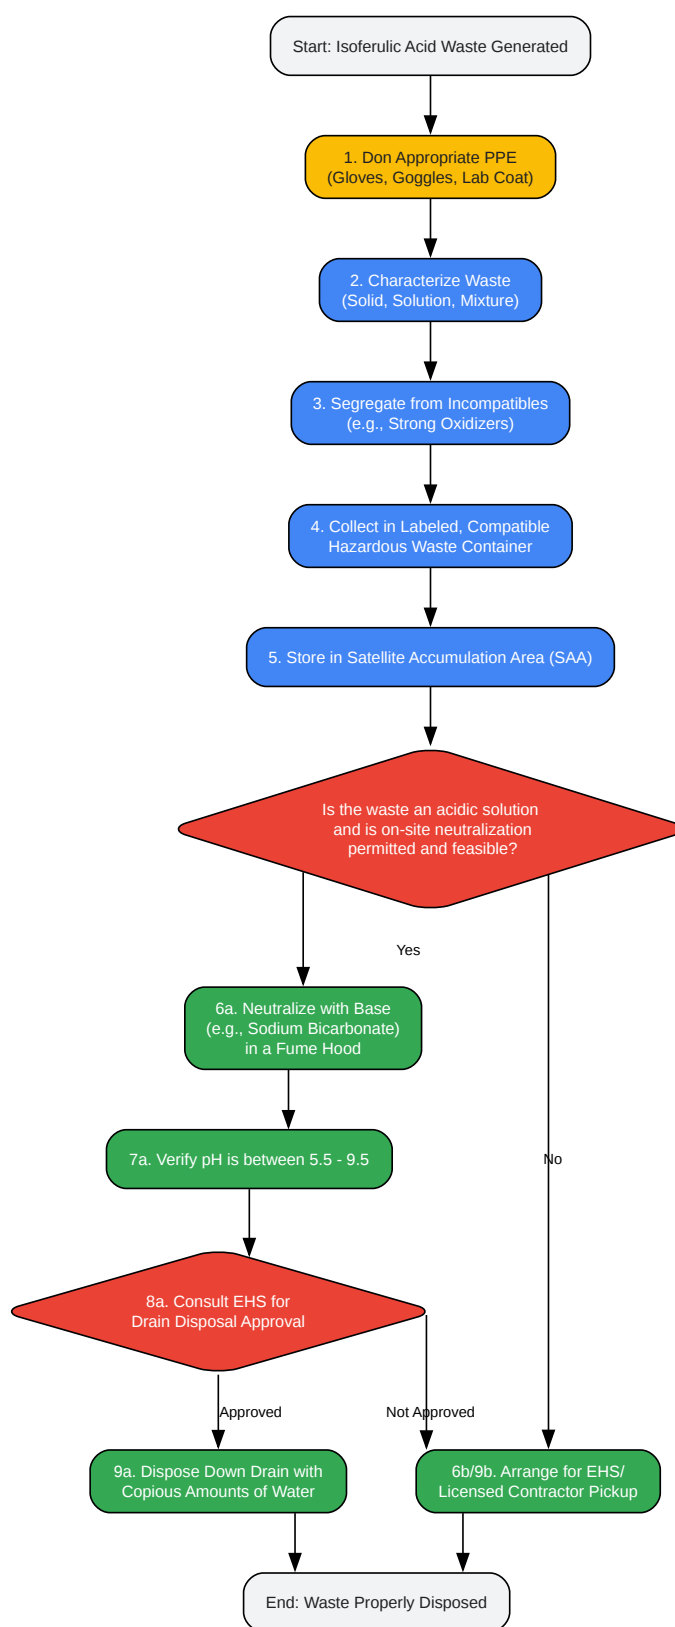 Start: Isoferulic Acid Waste Generated
1. Don Appropriate PPE
(Gloves, Goggles, Lab Coat)
2. Characterize Waste
(Solid, Solution, Mixture)
3. Segregate from Incompatibles
(e.g., Strong Oxidizers)
4. Collect in Labeled, Compatible
Hazardous Waste Container
5. Store in Satellite Accumulation Area (SAA)
Is the waste an acidic solution
and is on-site neutralization
permitted and feasible?
Yes
6a. Neutralize with Base
(e.g., Sodium Bicarbonate)
in a Fume Hood
7a. Verify pH is between 5.5 - 9.5
No
8a. Consult EHS for
Drain Disposal Approval
Approved
Not Approved
9a. Dispose Down Drain with
Copious Amounts of Water
6b/9b. Arrange for EHS/
Licensed Contractor Pickup
End: Waste Properly Disposed